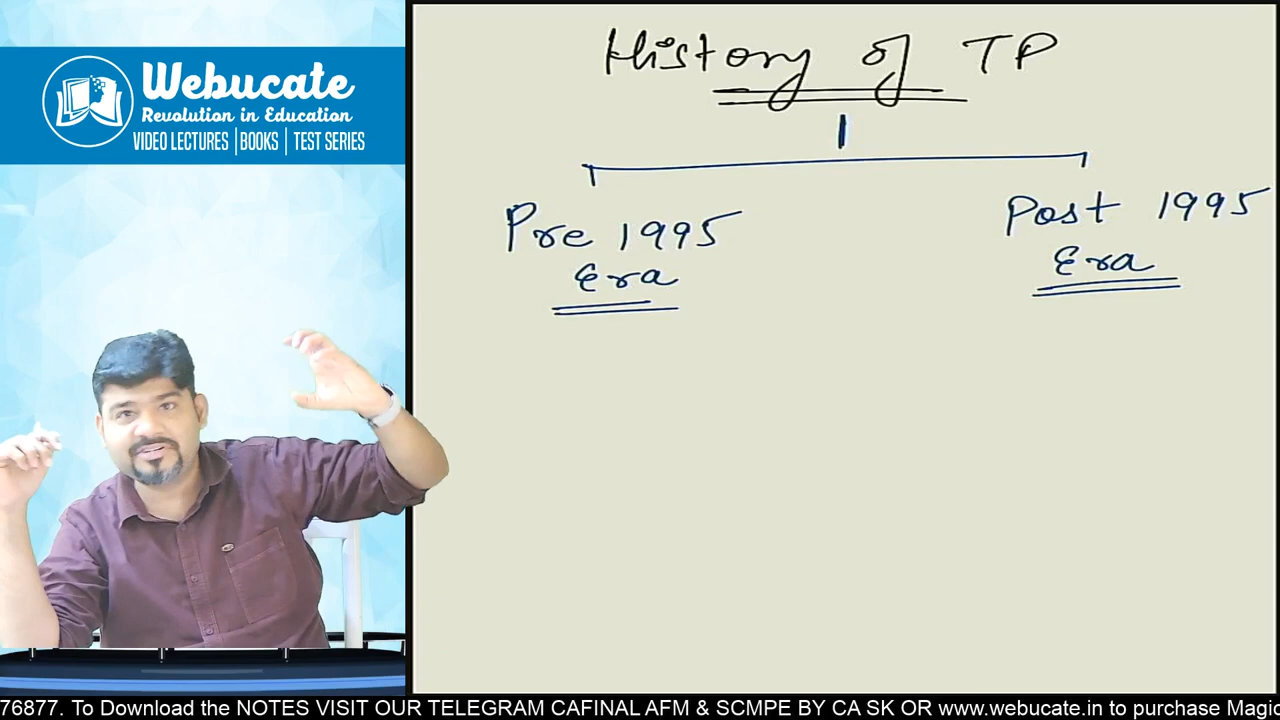 Webucate
Revolution in Education
VIDEO LECTURES | BOOKS | TEST SERIES
History of TP
Pre 1995
Era
Post 1995
Era
76877. To Download the NOTES VISIT OUR TELEGRAM CAFINAL AFM & SCMPE BY CA SK OR www.webucate.in to purchase Magic